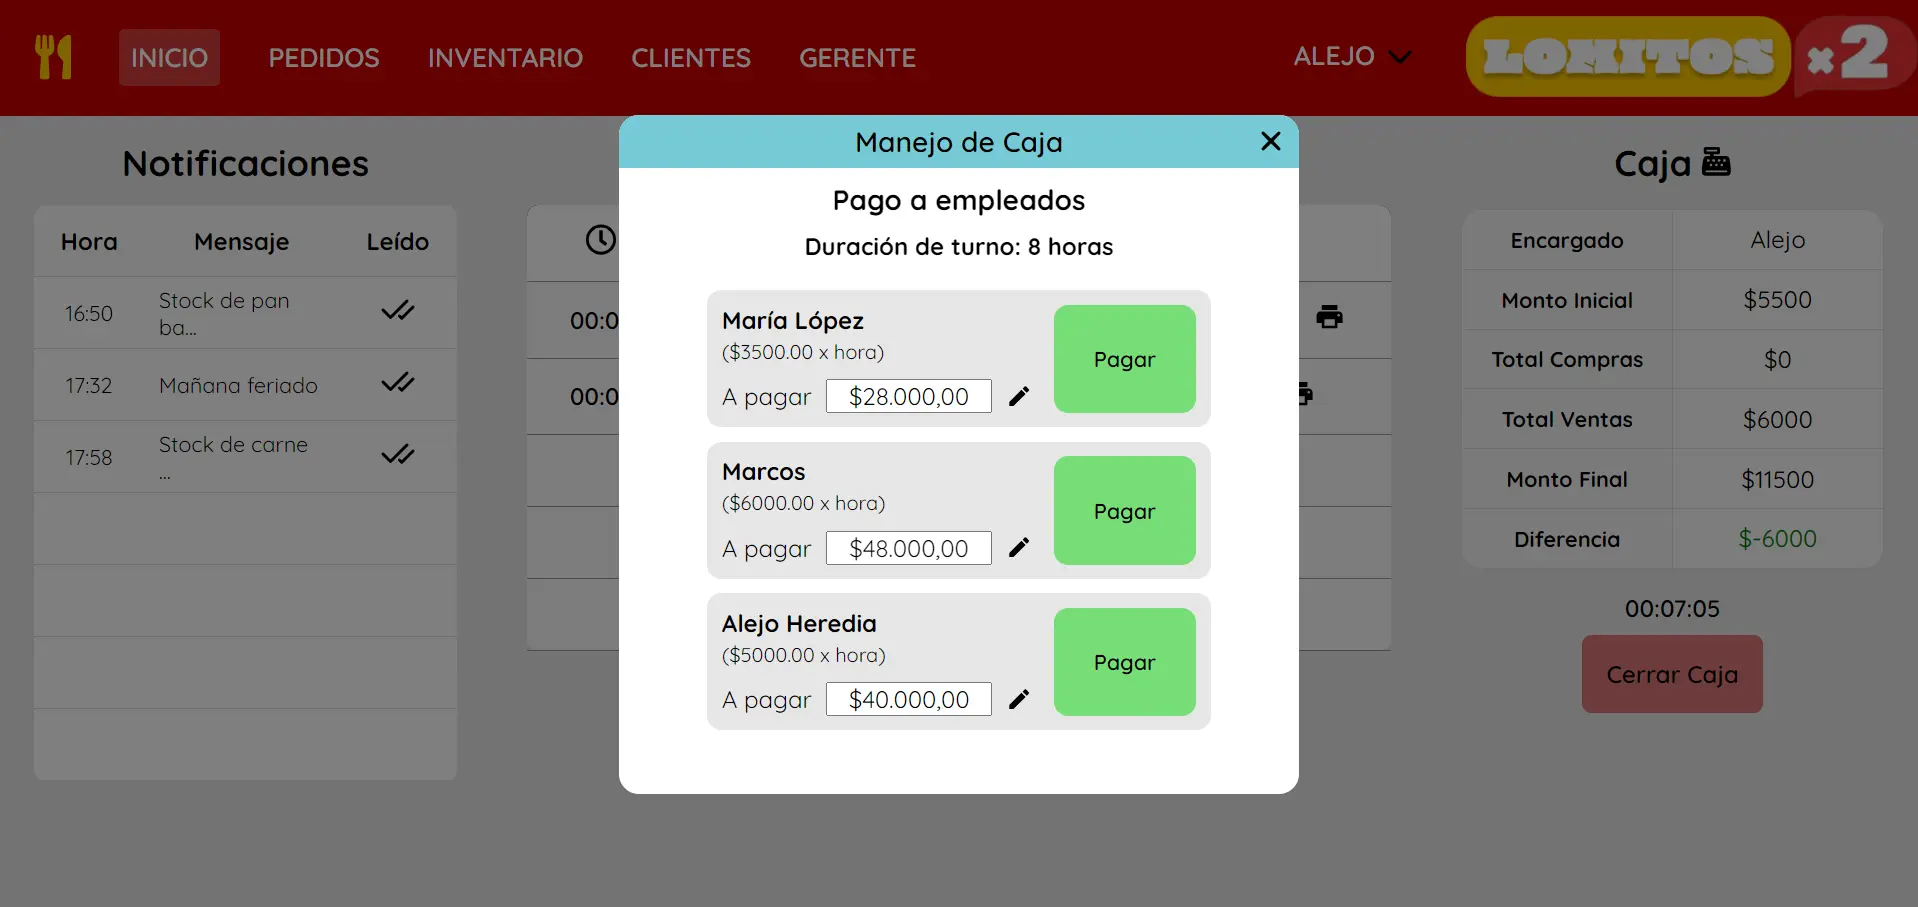 INICIO
PEDIDOS
INVENTARIO
CLIENTES
GERENTE
ALEJO
LOMITOS
x2
Notificaciones
Hora Mensaje Leído
16:50 Stock de pan
ba...
17:32 Mañana feriado
17:58 Stock de carne
...
00:0
00:0
Manejo de Caja
Pago a empleados
Duración de turno: 8 horas
María López
($3500.00 x hora)
A pagar $28.000,00
Pagar
Marcos
($6000.00 x hora)
A pagar $48.000,00
Pagar
Alejo Heredia
($5000.00 x hora)
A pagar $40.000,00
Pagar
Caja
Encargado Alejo
Monto Inicial $5500
Total Compras $0
Total Ventas $6000
Monto Final $11500
Diferencia $-6000
00:07:05
Cerrar Caja